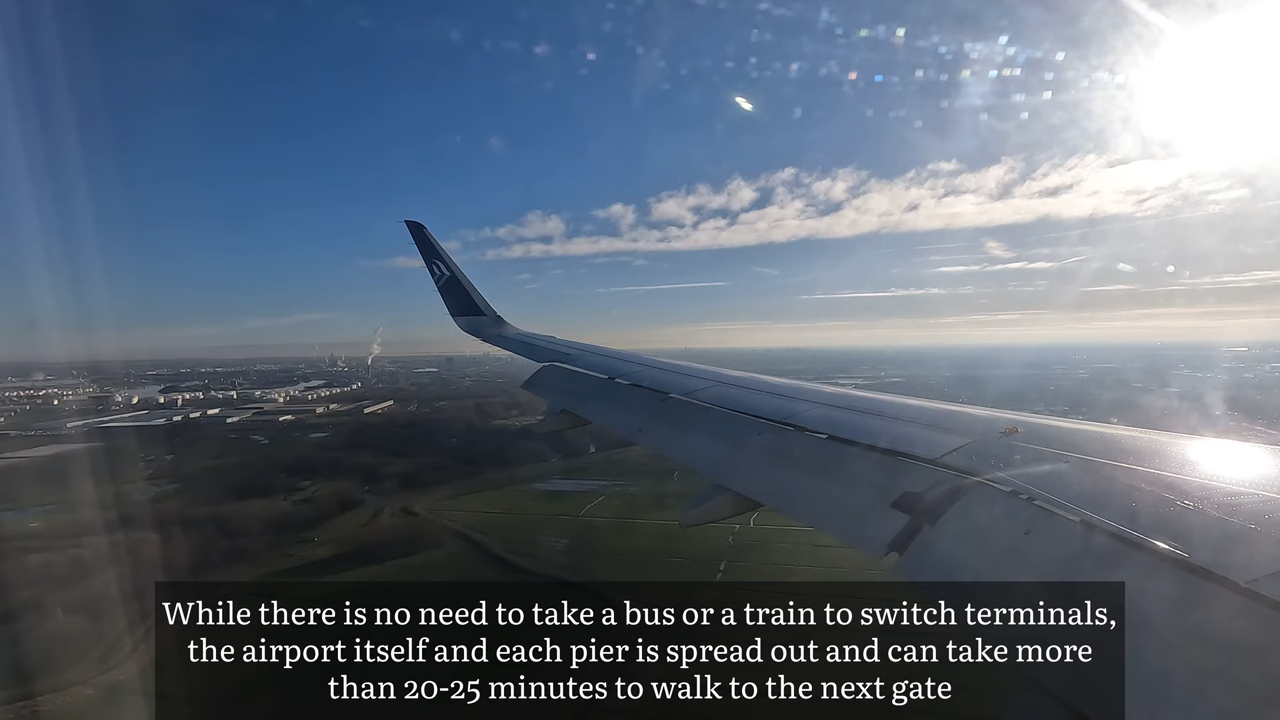 While there is no need to take a bus or a train to switch terminals,
the airport itself and each pier is spread out and can take more
than 20-25 minutes to walk to the next gate